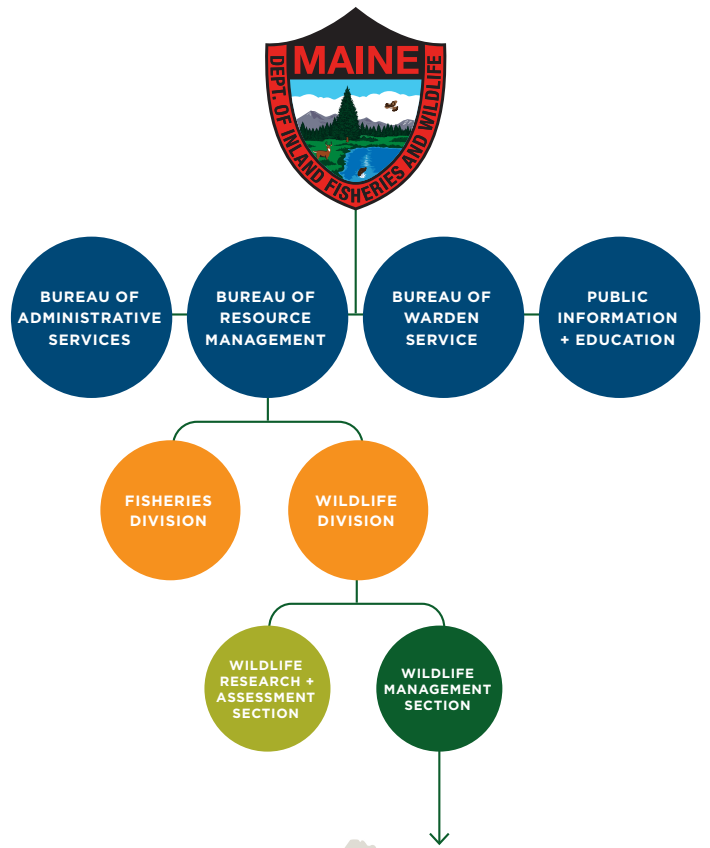 MAINE
DEPT. OF INLAND FISHERIES AND WILDLIFE
BUREAU OF
ADMINISTRATIVE
SERVICES
BUREAU OF
RESOURCE
MANAGEMENT
BUREAU OF
WARDEN
SERVICE
PUBLIC
INFORMATION
+ EDUCATION
FISHERIES
DIVISION
WILDLIFE
DIVISION
WILDLIFE
RESEARCH +
ASSESSMENT
SECTION
WILDLIFE
MANAGEMENT
SECTION